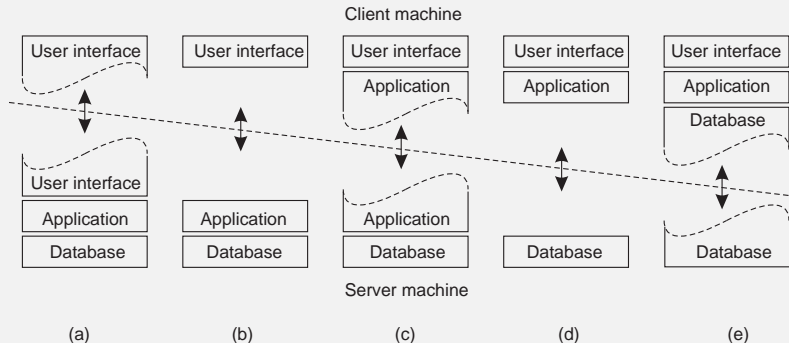 Client machine
User interface
User interface
User interface
User interface
User interface
Application
Application
Application
Database
User interface
Application
Application
Application
Database
Database
Database
Database
Database
Server machine
(a)
(b)
(c)
(d)
(e)